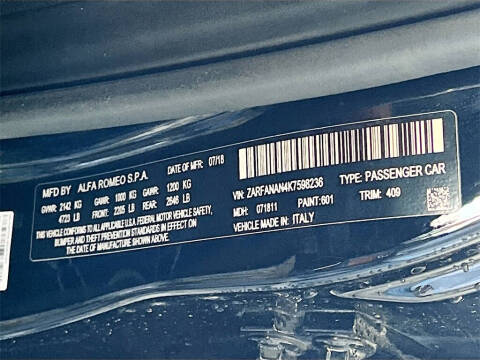 MFD BY ALFA ROMEO S.P.A. DATE OF MFR 07/18
GVWR: 2142 KG GAWR: 1000 KG GAWR: 1200 KG
4723 LB FRONT: 2205 LB REAR: 2646 LB
THIS VEHICLE CONFORMS TO ALL APPLICABLE U.S.A. FEDERAL MOTOR VEHICLE SAFETY,
BUMPER AND THEFT PREVENTION STANDARDS IN EFFECT ON
THE DATE OF MANUFACTURE SHOWN ABOVE.
VIN: ZARFANAN4K7598236 TYPE: PASSENGER CAR
MDH: 071811 PAINT: 601 TRIM: 409
VEHICLE MADE IN: ITALY